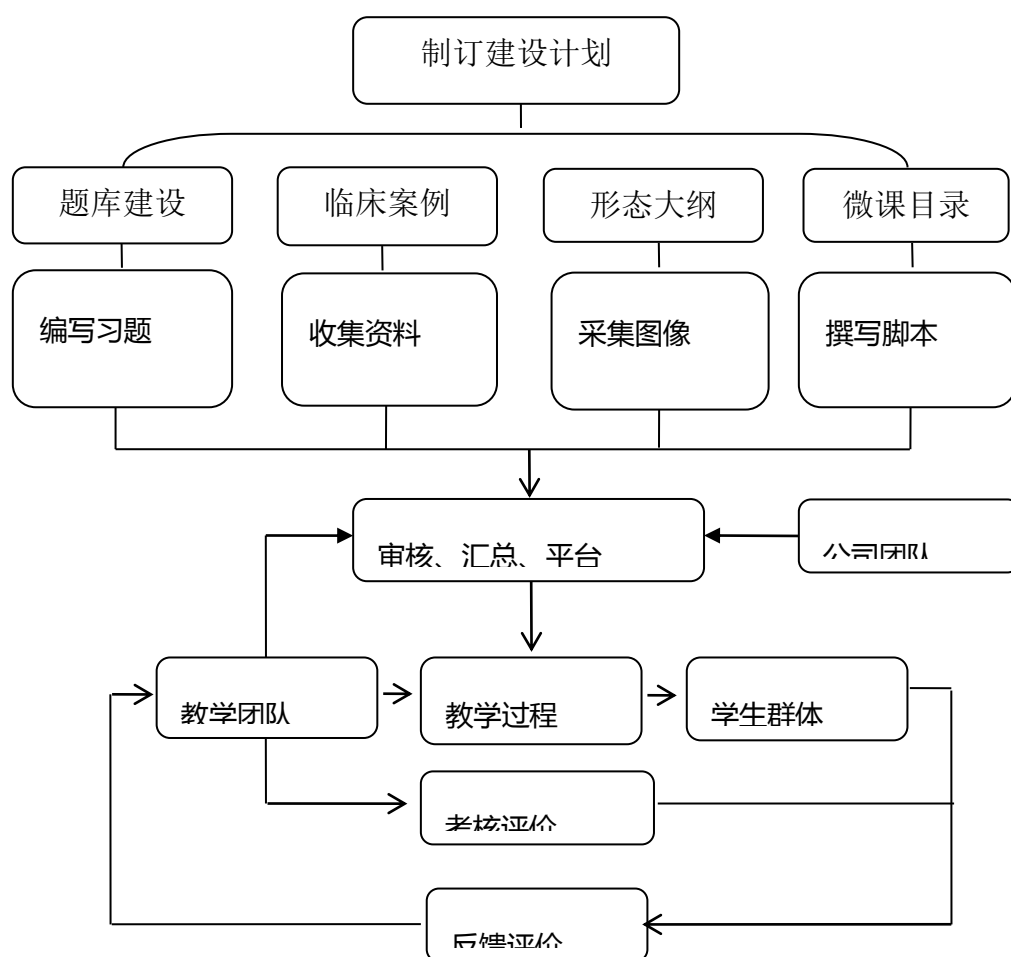 制订建设计划
题库建设
临床案例
形态大纲
微课目录
编写习题
收集资料
采集图像
撰写脚本
审核、汇总、平台
公司团队
教学团队
教学过程
学生群体
考核评价
反馈评价